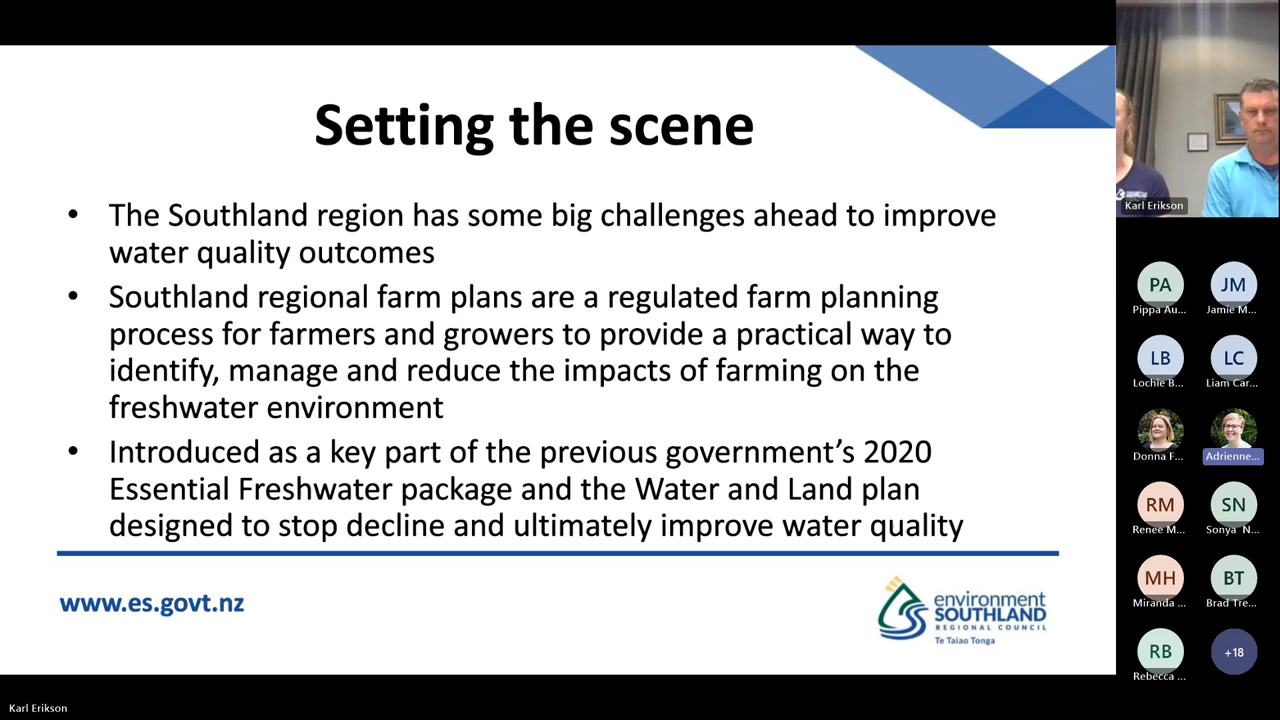 Setting the scene
• The Southland region has some big challenges ahead to improve
water quality outcomes
• Southland regional farm plans are a regulated farm planning
process for farmers and growers to provide a practical way to
identify, manage and reduce the impacts of farming on the
freshwater environment
• Introduced as a key part of the previous government's 2020
Essential Freshwater package and the Water and Land plan
designed to stop decline and ultimately improve water quality
www.es.govt.nz
environment
SOUTHLAND
REGIONAL COUNCIL
Te Taiao Tonga
Karl Erikson
PA
JM
Pippa Au...
Jamie M...
LB
LC
Lochie B...
Liam Car...
Donna F...
Adrienne...
RM
SN
Renee M...
Sonya N...
MH
BT
Miranda ...
Brad Tre...
RB
+18
Rebecca ...
Karl Erikson